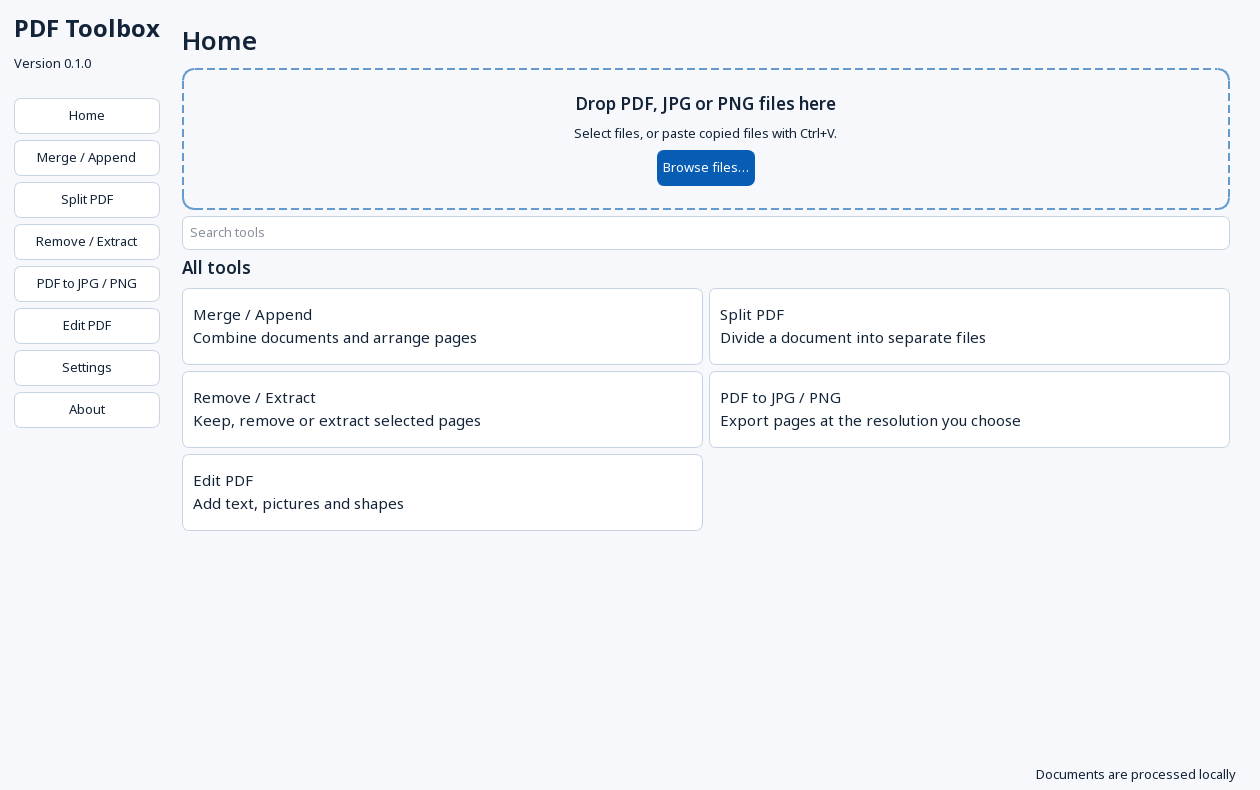 PDF Toolbox
Version 0.1.0
Home
Merge / Append
Split PDF
Remove / Extract
PDF to JPG / PNG
Edit PDF
Settings
About
Home
Drop PDF, JPG or PNG files here
Select files, or paste copied files with Ctrl+V.
Browse files…
Search tools
All tools
Merge / Append
Combine documents and arrange pages
Split PDF
Divide a document into separate files
Remove / Extract
Keep, remove or extract selected pages
PDF to JPG / PNG
Export pages at the resolution you choose
Edit PDF
Add text, pictures and shapes
Documents are processed locally